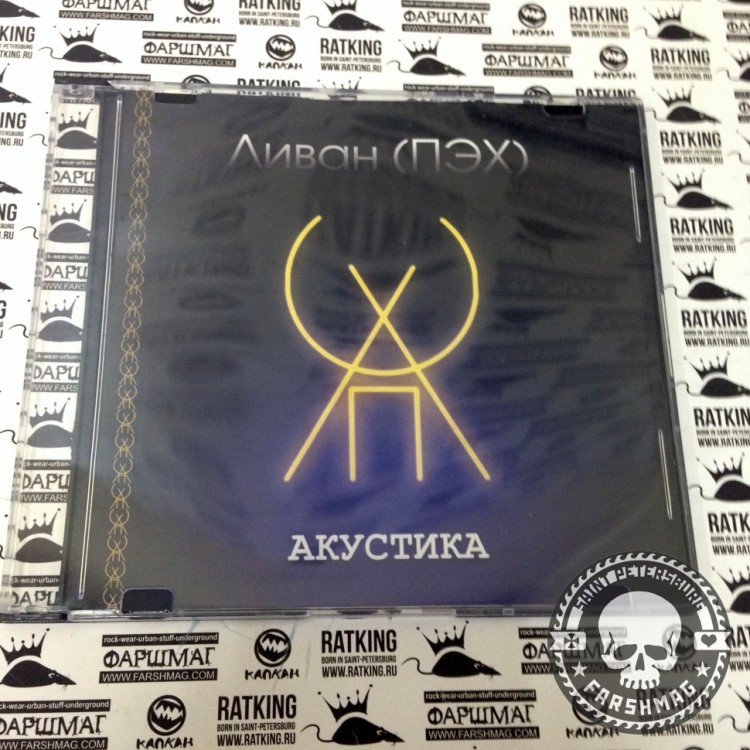 Ливан (ПЭХ)
АКУСТИКА
rock-wear-urban-stuff-underground
ФАРШМАГ
WWW.FARSHMAG.COM
КАПКАН
RATKING
BORN IN SAINT-PETERSBURG
WWW.RATKING.RU
SAINT PETERSBURG
FARSHMAG